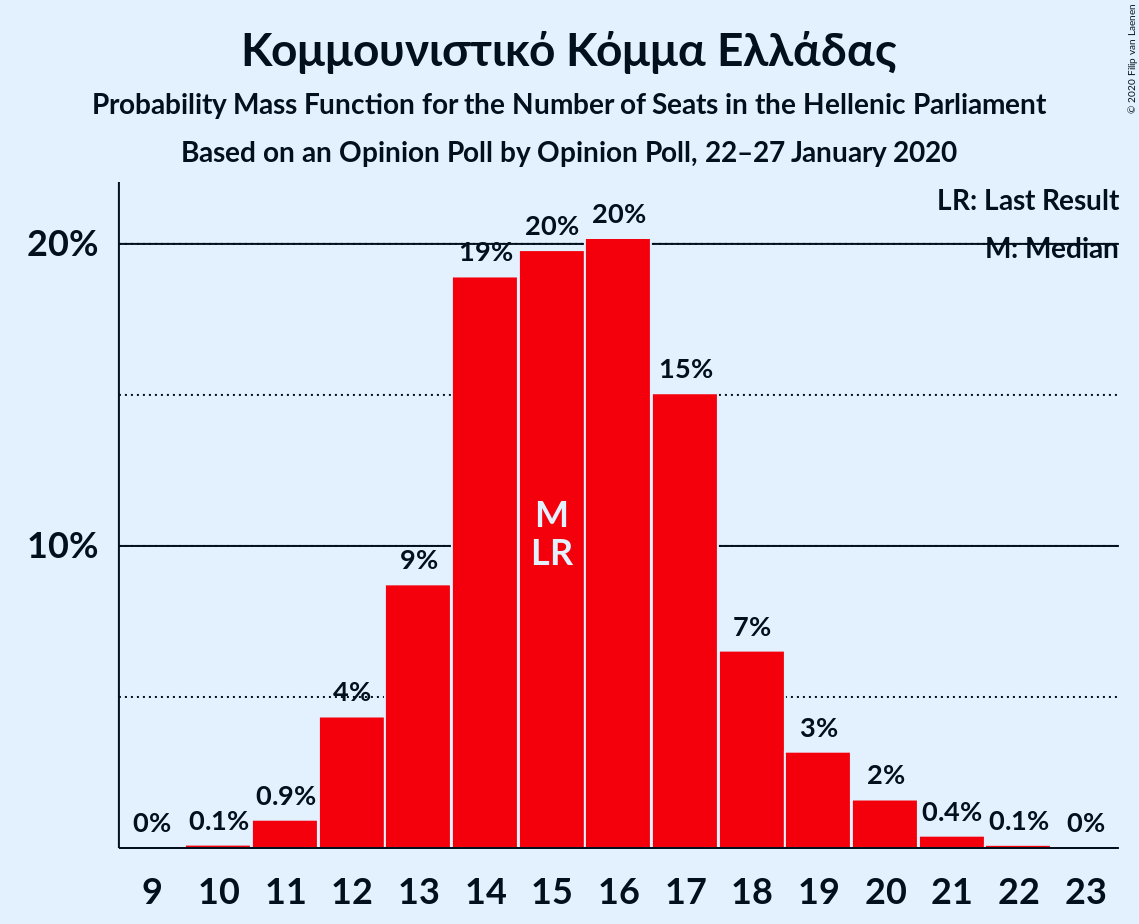 Κομμουνιστικό Κόμμα Ελλάδας
Probability Mass Function for the Number of Seats in the Hellenic Parliament
Based on an Opinion Poll by Opinion Poll, 22–27 January 2020
© 2020 Filip van Laenen
LR: Last Result
M: Median
20%
10%
0%
0.1%
0.9%
4%
9%
19%
20%
20%
15%
7%
3%
2%
0.4%
0.1%
0%
M
LR
9 10 11 12 13 14 15 16 17 18 19 20 21 22 23